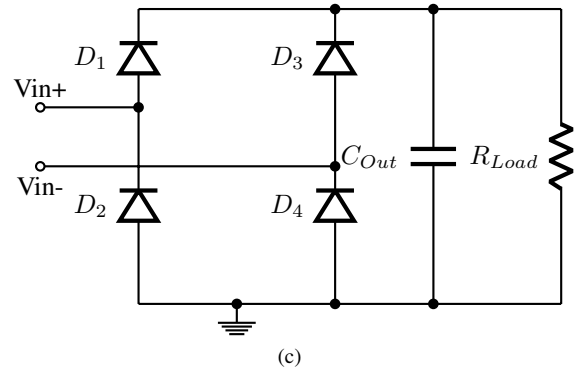 D1 D3
Vin+
COut RLoad
Vin-
D2 D4
(c)